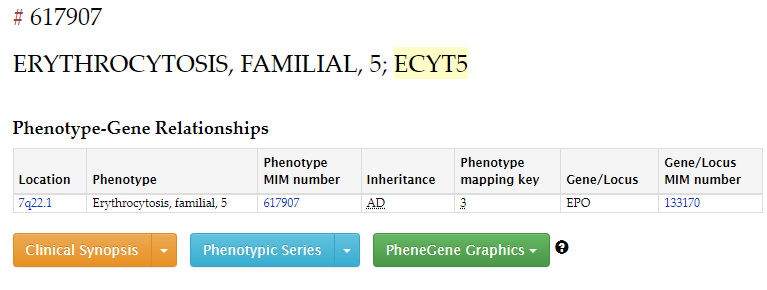 # 617907
ERYTHROCYTOSIS, FAMILIAL, 5; ECYT5
Phenotype-Gene Relationships
Location Phenotype Phenotype MIM number Inheritance Phenotype mapping key Gene/Locus Gene/Locus MIM number
7q22.1 Erythrocytosis, familial, 5 617907 AD 3 EPO 133170
Clinical Synopsis Phenotypic Series PheneGene Graphics ?